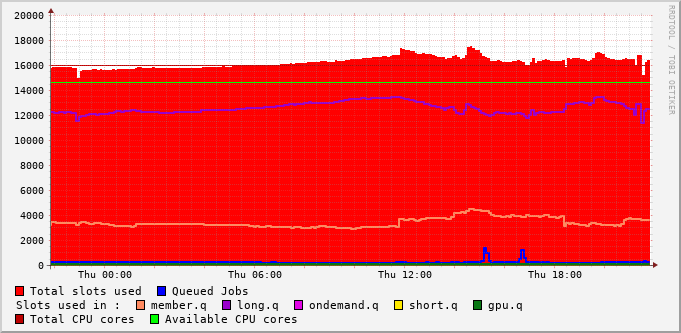 RRDTOOL / TOBI OETIKER
20000
18000
16000
14000
12000
10000
8000
6000
4000
2000
0
Thu 00:00 Thu 06:00 Thu 12:00 Thu 18:00
Total slots used Queued Jobs
Slots used in : member.q long.q ondemand.q short.q gpu.q
Total CPU cores Available CPU cores